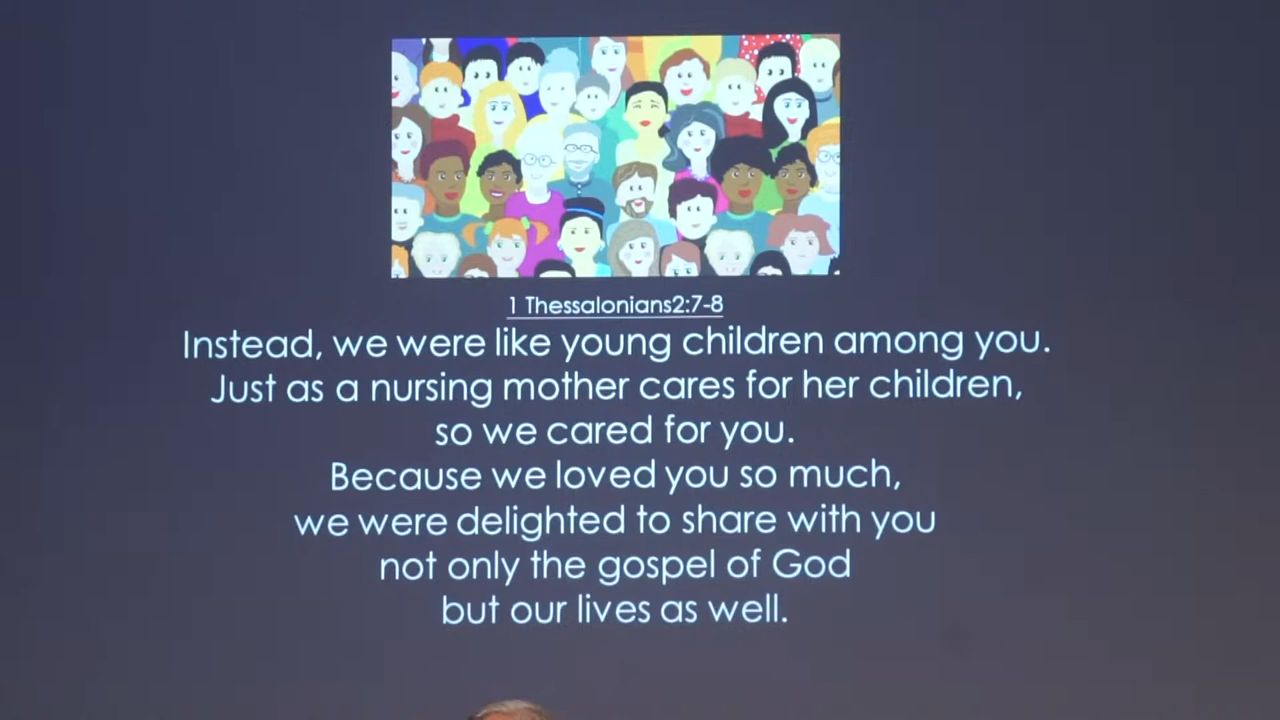 1 Thessalonians2:7-8
Instead, we were like young children among you.
Just as a nursing mother cares for her children,
so we cared for you.
Because we loved you so much,
we were delighted to share with you
not only the gospel of God
but our lives as well.